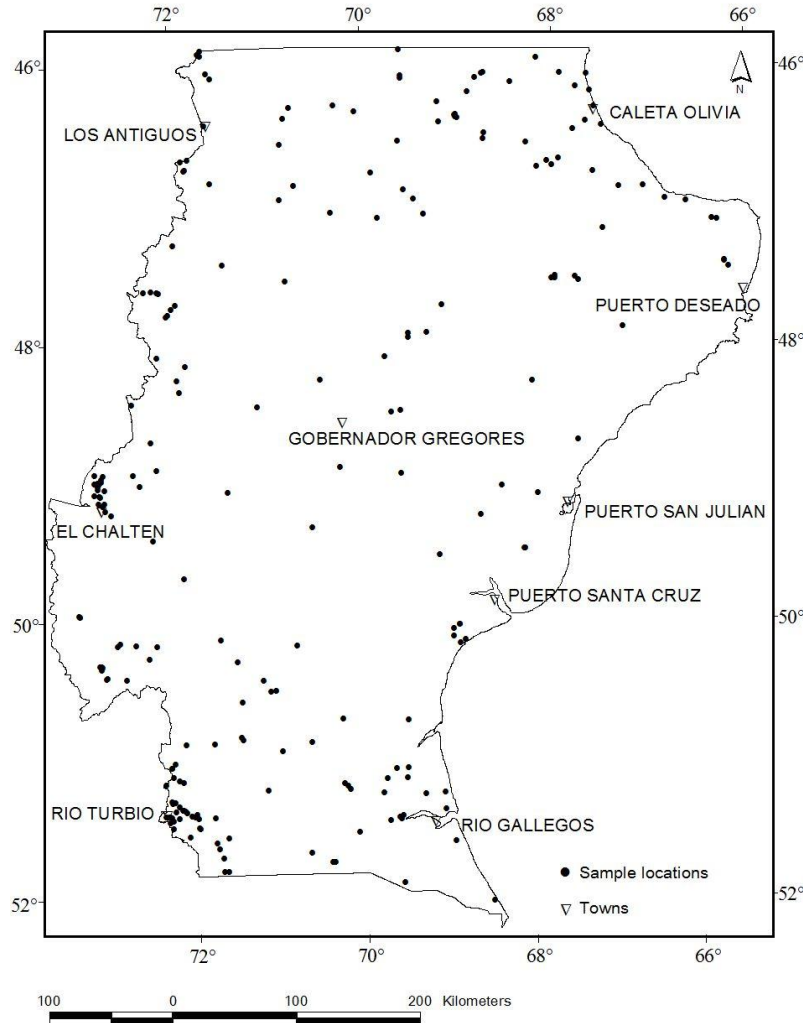 72° 70° 68° 66°
46° 46°
CALETA OLIVIA
LOS ANTIGUOS
PUERTO DESEADO
48° 48°
GOBERNADOR GREGORES
PUERTO SAN JULIAN
EL CHALTEN
PUERTO SANTA CRUZ
50° 50°
RIO TURBIO
RIO GALLEGOS
Sample locations
Towns
52° 52°
72° 70° 68° 66°
100 0 100 200 Kilometers